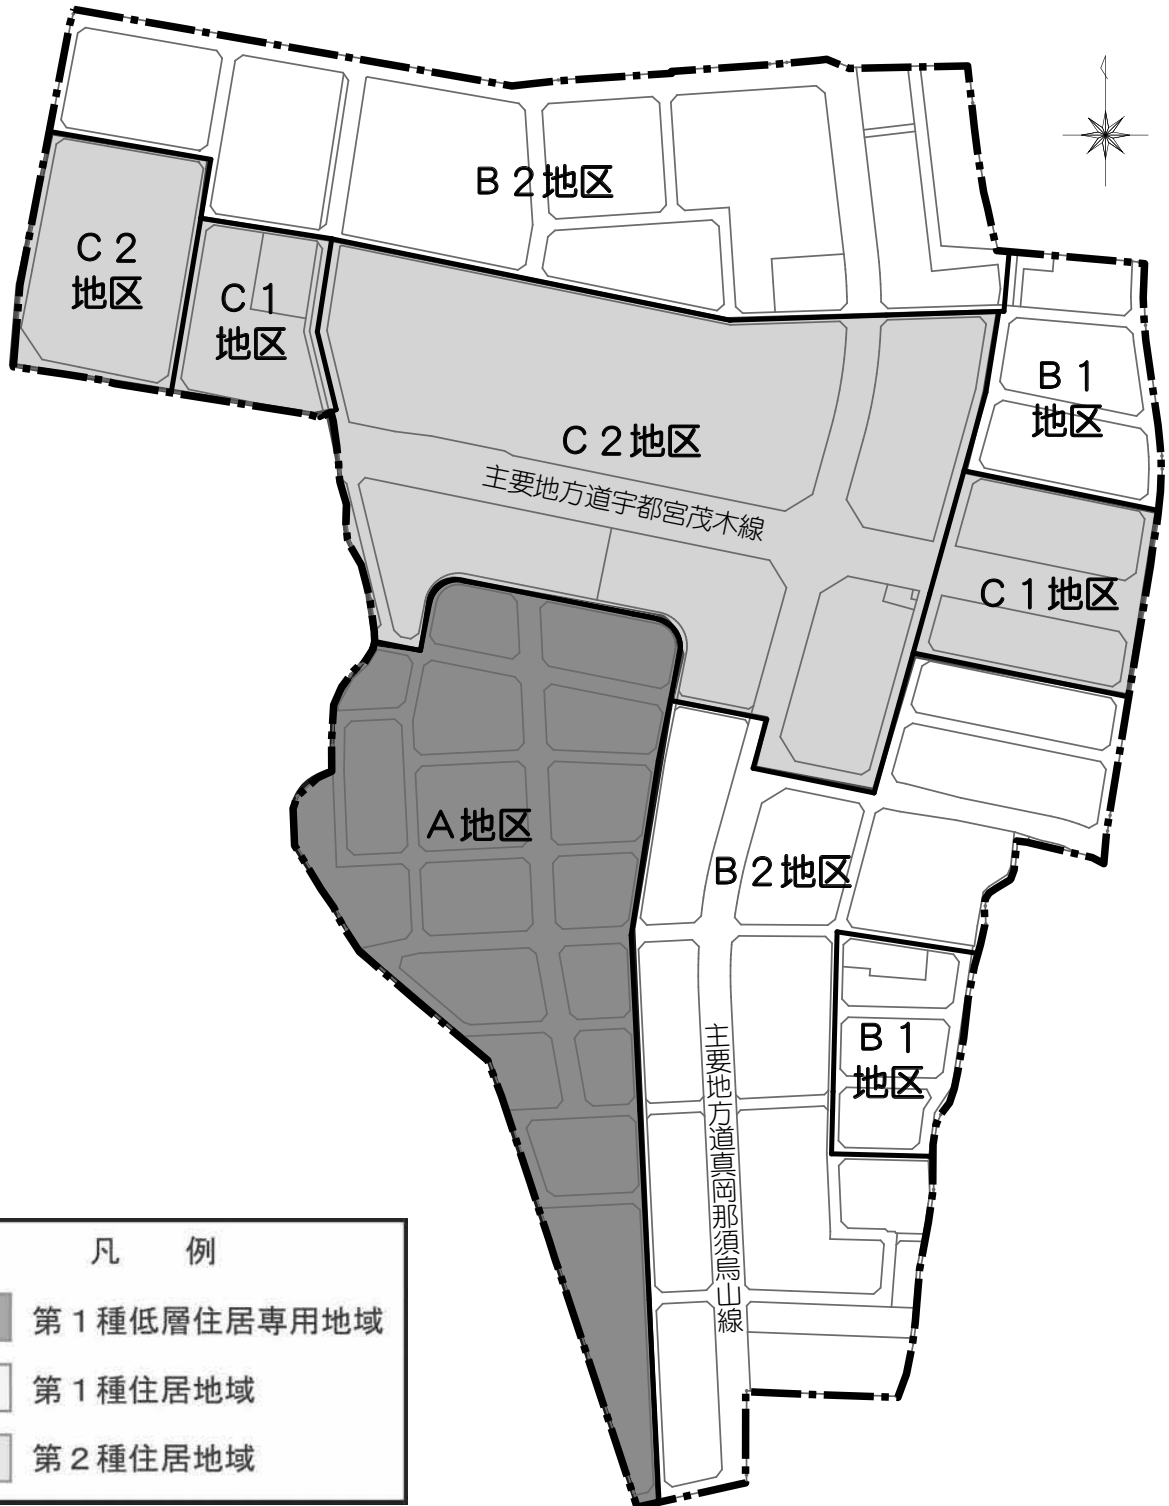 Ｂ２地区
Ｃ２
地区
Ｃ１
地区
Ｂ１
地区
Ｃ２地区
主要地方道宇都宮茂木線
Ｃ１地区
Ａ地区
Ｂ２地区
Ｂ１
地区
主要地方道真岡那須烏山線
凡　例
第１種低層住居専用地域
第１種住居地域
第２種住居地域